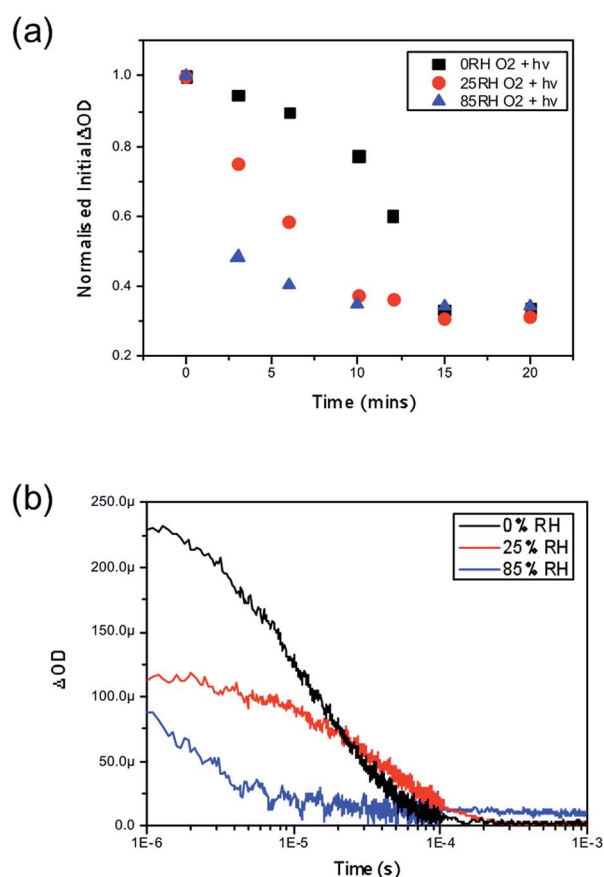 (a)
0RH O2 + hv
25RH O2 + hv
85RH O2 + hv
1.0
0.8
0.6
0.4
0.2
Normalised Initial ΔOD
0 5 10 15 20
Time (mins)
(b)
0% RH
25% RH
85% RH
250.0μ
200.0μ
150.0μ
100.0μ
50.0μ
0.0
ΔOD
1E-6 1E-5 1E-4 1E-3
Time (s)